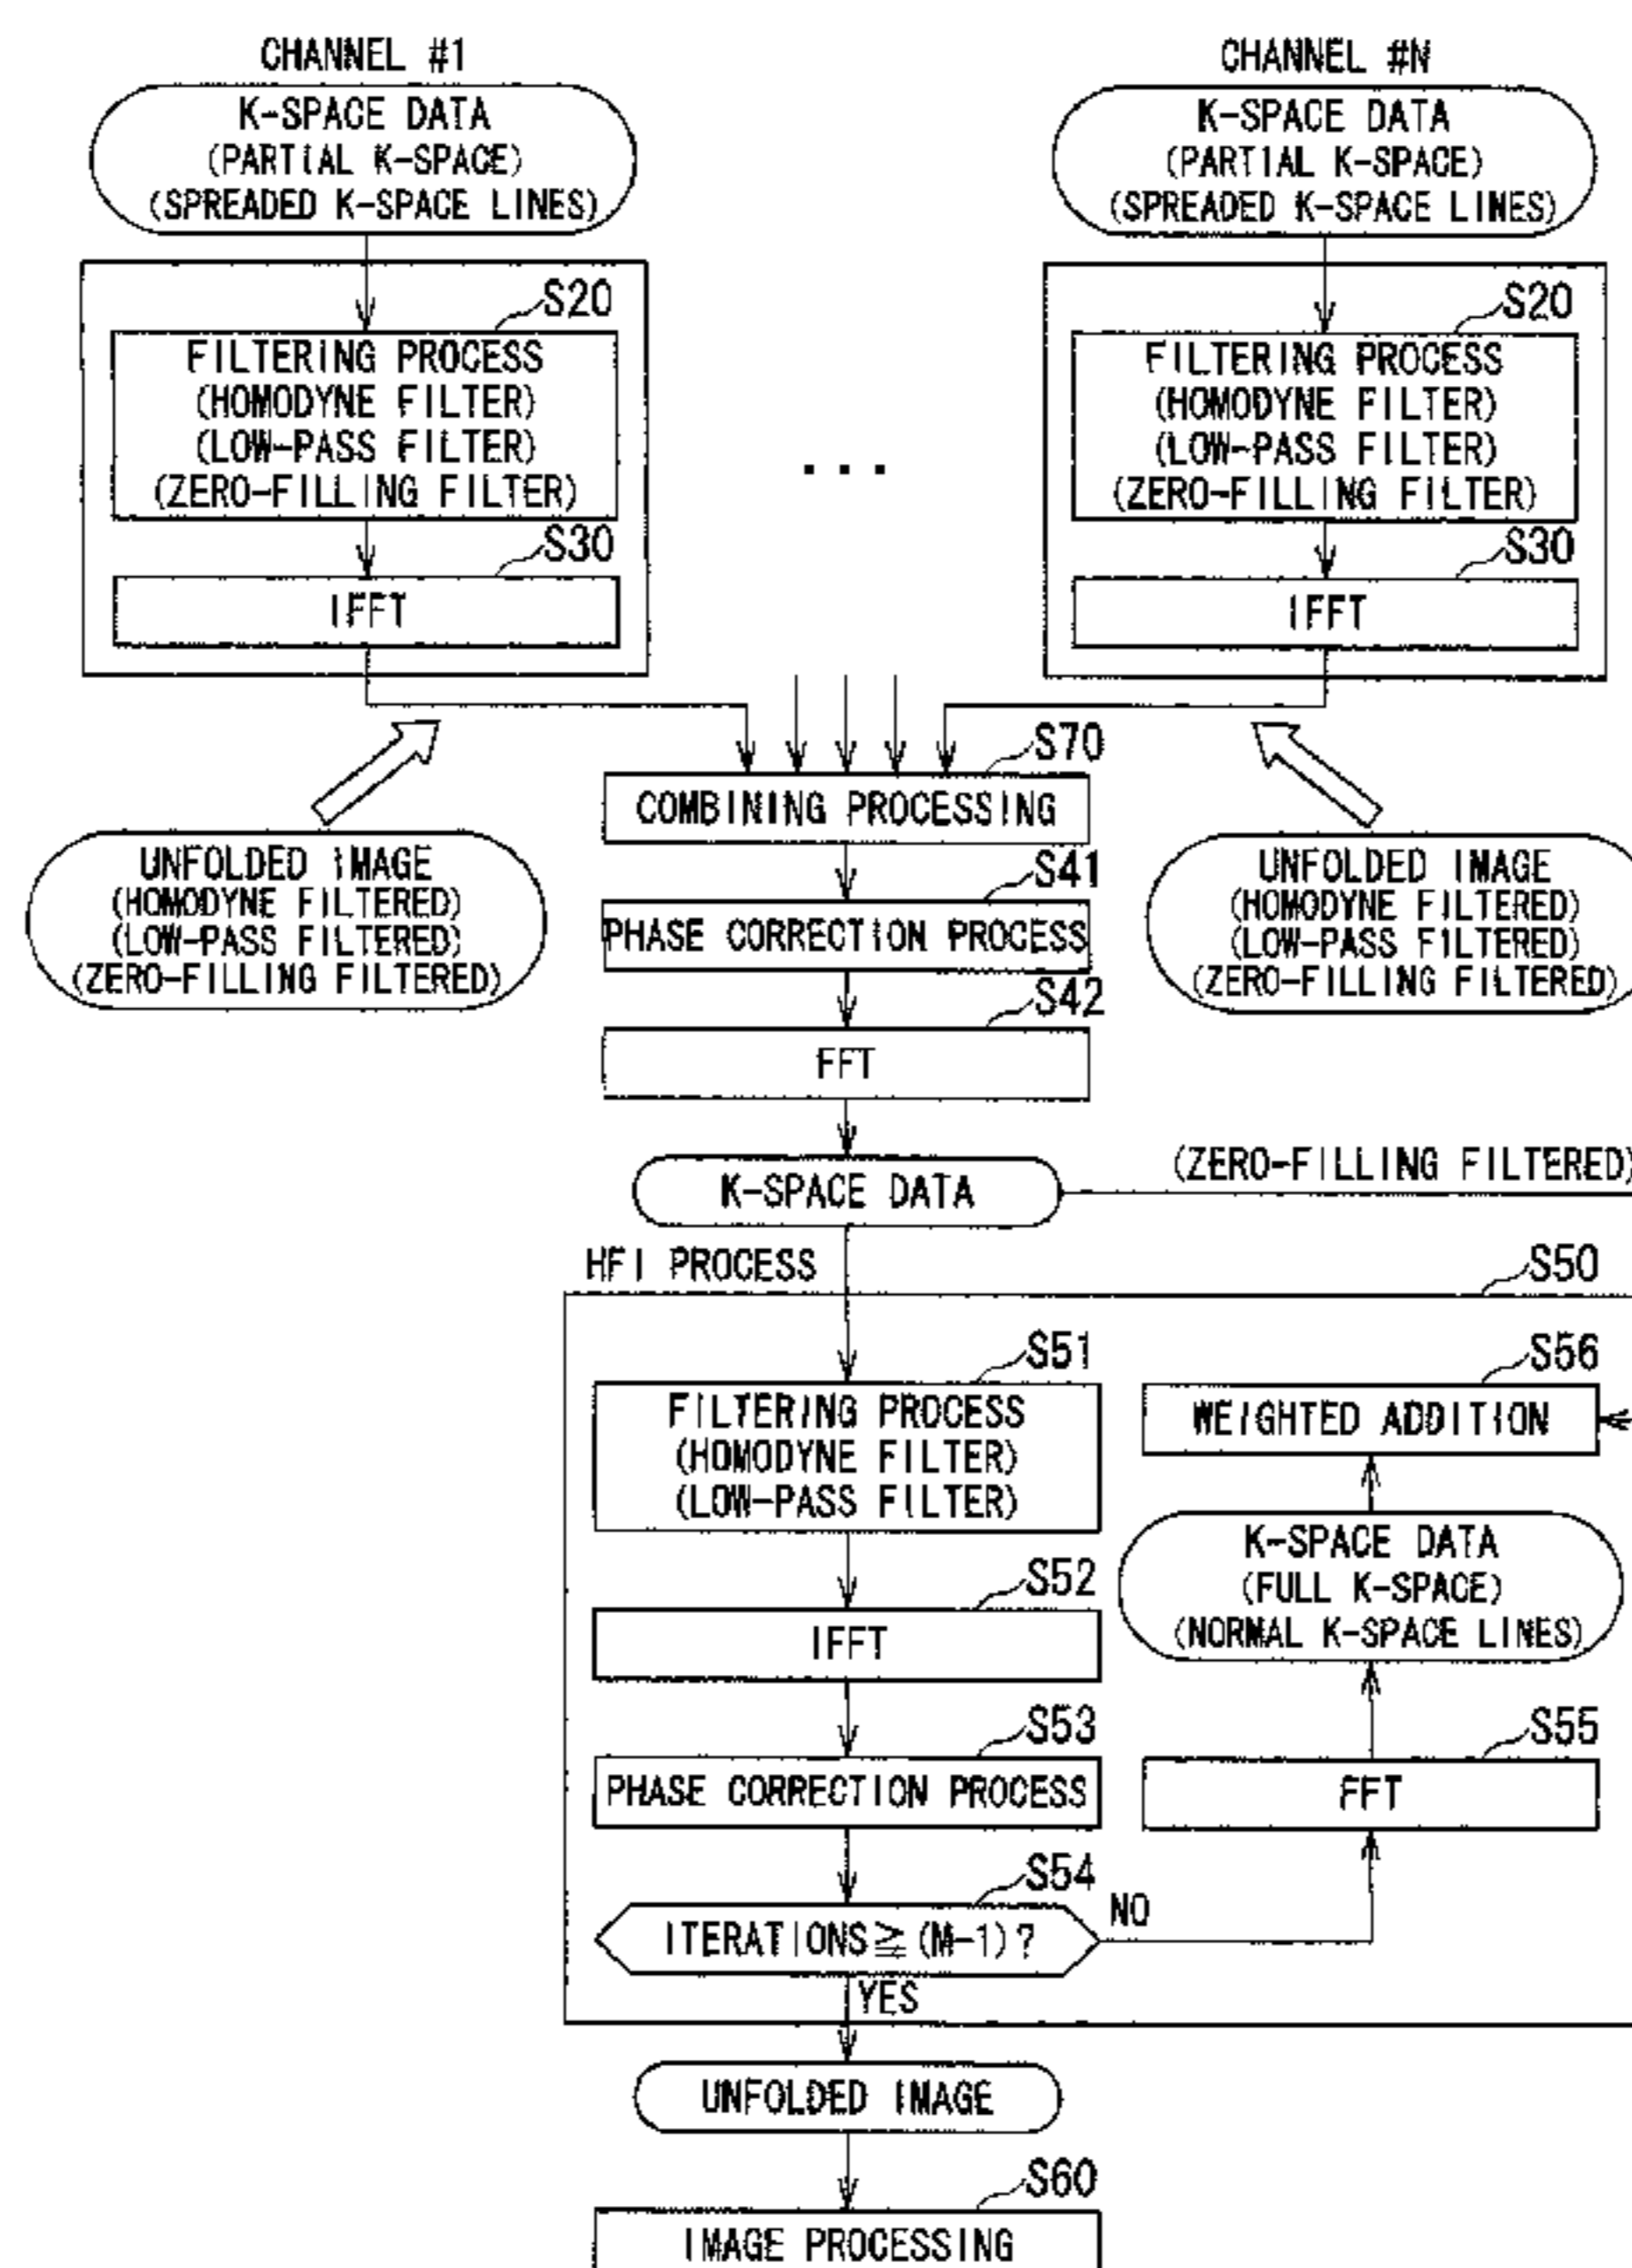 CHANNEL #1
K-SPACE DATA
(PARTIAL K-SPACE)
(SPREADED K-SPACE LINES)
S20
FILTERING PROCESS
(HOMODYNE FILTER)
(LOW-PASS FILTER)
(ZERO-FILLING FILTER)
S30
IFFT
...
CHANNEL #N
K-SPACE DATA
(PARTIAL K-SPACE)
(SPREADED K-SPACE LINES)
S20
FILTERING PROCESS
(HOMODYNE FILTER)
(LOW-PASS FILTER)
(ZERO-FILLING FILTER)
S30
IFFT
UNFOLDED IMAGE
(HOMODYNE FILTERED)
(LOW-PASS FILTERED)
(ZERO-FILLING FILTERED)
S70
COMBINING PROCESSING
S41
PHASE CORRECTION PROCESS
S42
FFT
UNFOLDED IMAGE
(HOMODYNE FILTERED)
(LOW-PASS FILTERED)
(ZERO-FILLING FILTERED)
K-SPACE DATA
(ZERO-FILLING FILTERED)
HFI PROCESS
S50
S51
FILTERING PROCESS
(HOMODYNE FILTER)
(LOW-PASS FILTER)
S52
IFFT
S53
PHASE CORRECTION PROCESS
S54
ITERATIONS≧(M-1)?
NO
YES
S56
WEIGHTED ADDITION
K-SPACE DATA
(FULL K-SPACE)
(NORMAL K-SPACE LINES)
S55
FFT
UNFOLDED IMAGE
S60
IMAGE PROCESSING